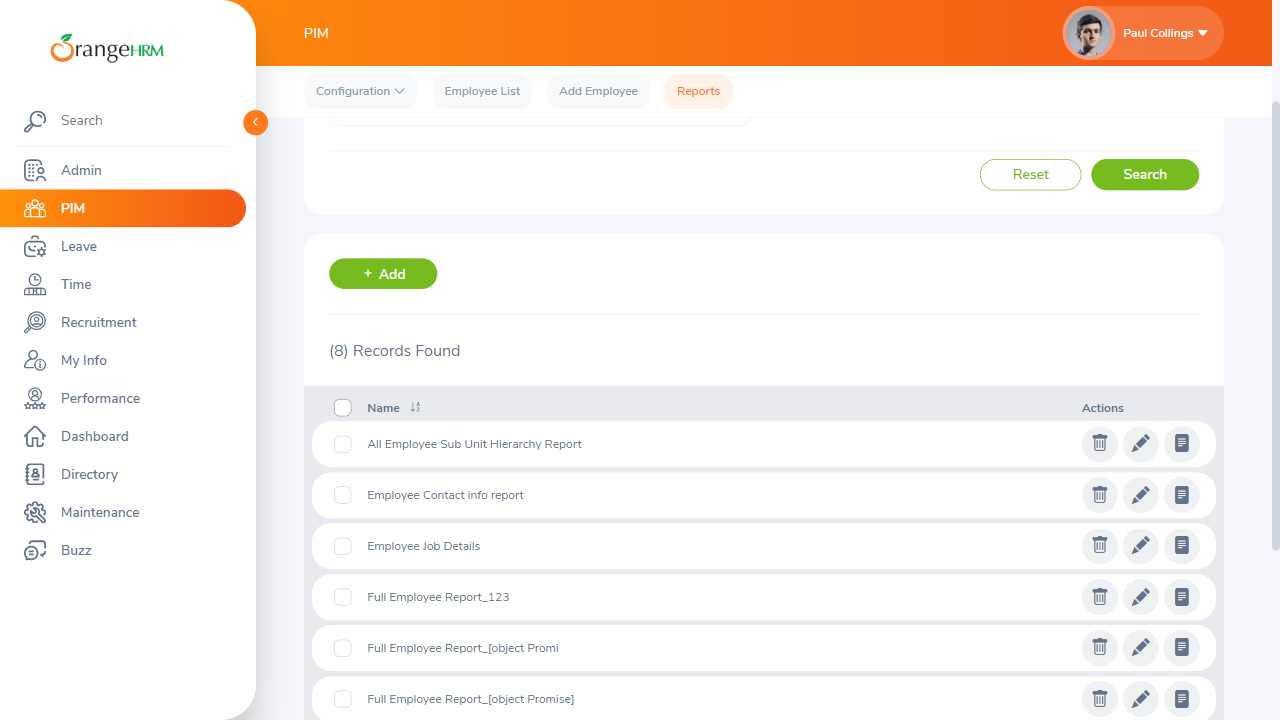 OrangeHRM
PIM
Paul Collings
Configuration
Employee List
Add Employee
Reports
Search
Admin
PIM
Leave
Time
Recruitment
My Info
Performance
Dashboard
Directory
Maintenance
Buzz
Reset
Search
+ Add
(8) Records Found
Name
Actions
All Employee Sub Unit Hierarchy Report
Employee Contact info report
Employee Job Details
Full Employee Report_123
Full Employee Report_[object Promi
Full Employee Report_[object Promise]